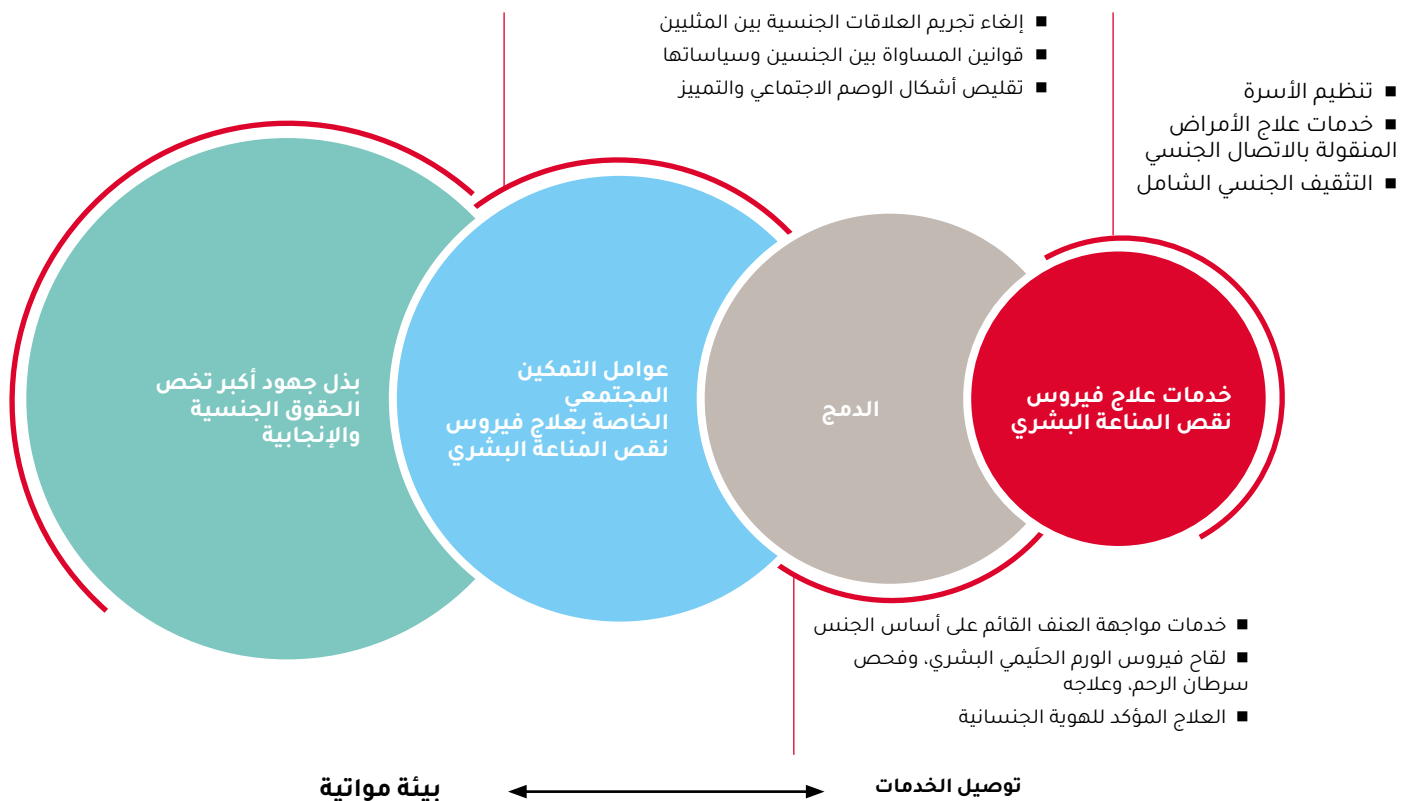 ■ إلغاء تجريم العلاقات الجنسية بين المثليين
■ قوانين المساواة بين الجنسين وسياساتها
■ تقليص أشكال الوصم الاجتماعي والتمييز
■ تنظيم الأسرة
■ خدمات علاج الأمراض
المنقولة بالاتصال الجنسي
■ التثقيف الجنسي الشامل
خدمات علاج فيروس
نقص المناعة البشري
الدمج
عوامل التمكين
المجتمعي
الخاصة بعلاج فيروس
نقص المناعة البشري
بذل جهود أكبر تخص
الحقوق الجنسية
والإنجابية
■ خدمات مواجهة العنف القائم على أساس الجنس
■ لقاح فيروس الورم الحلَيمي البشري، وفحص
سرطان الرحم، وعلاجه
■ العلاج المؤكد للهوية الجنسانية
توصيل الخدمات
بيئة مواتية